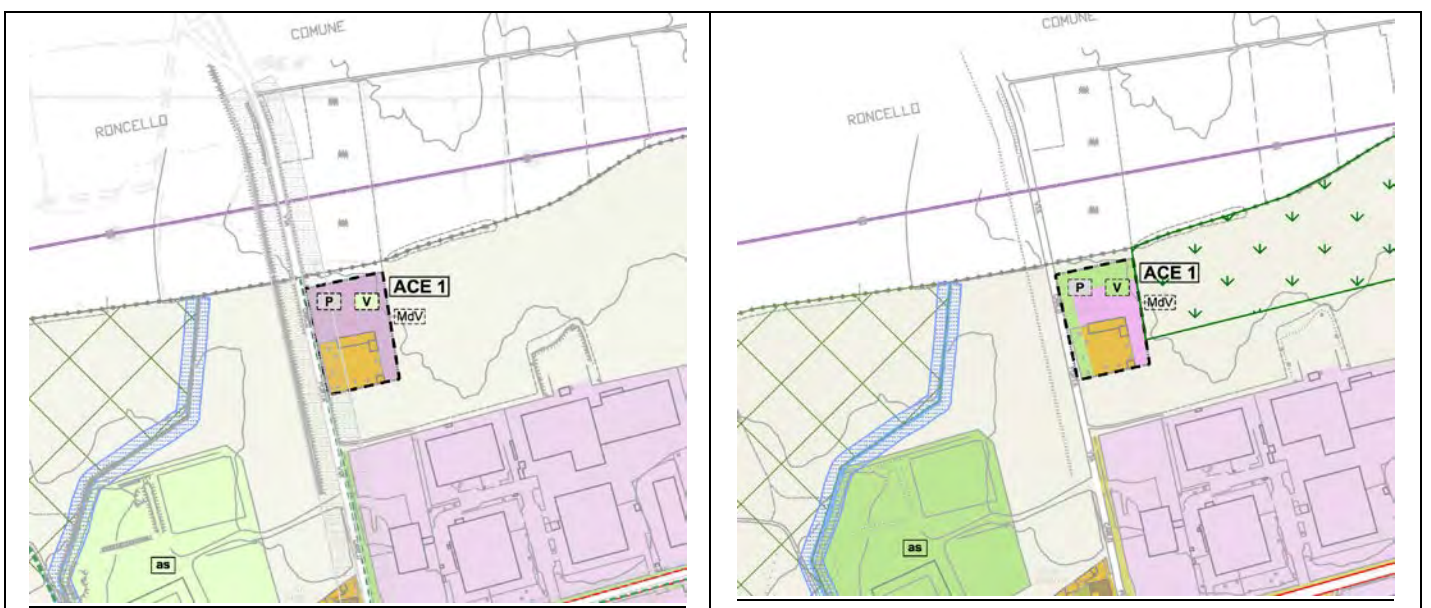 COMUNE
RONCELLO
ACE 1
P
V
MdV
as
COMUNE
RONCELLO
ACE 1
P
V
MdV
as